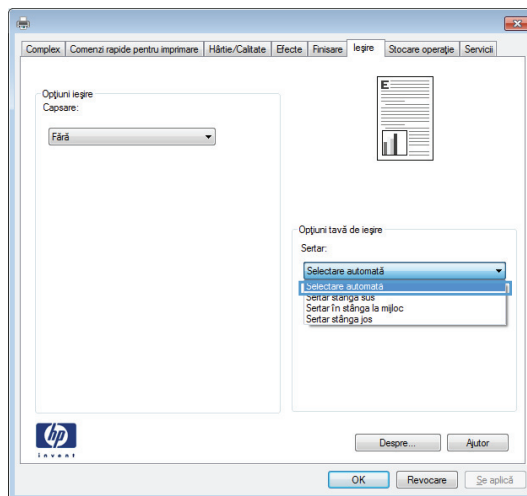 Complex Comenzi rapide pentru imprimare Hârtie/Calitate Efecte Finisare Ieşire Stocare operaţie Servicii
Opţiuni ieşire
Capsare:
Fără
E
Opţiuni tavă de ieşire
Sertar:
Selectare automată
Selectare automată
Sertar stânga sus
Sertar în stânga la mijloc
Sertar stânga jos
hp
invent
Despre... Ajutor
OK Revocare Se aplică